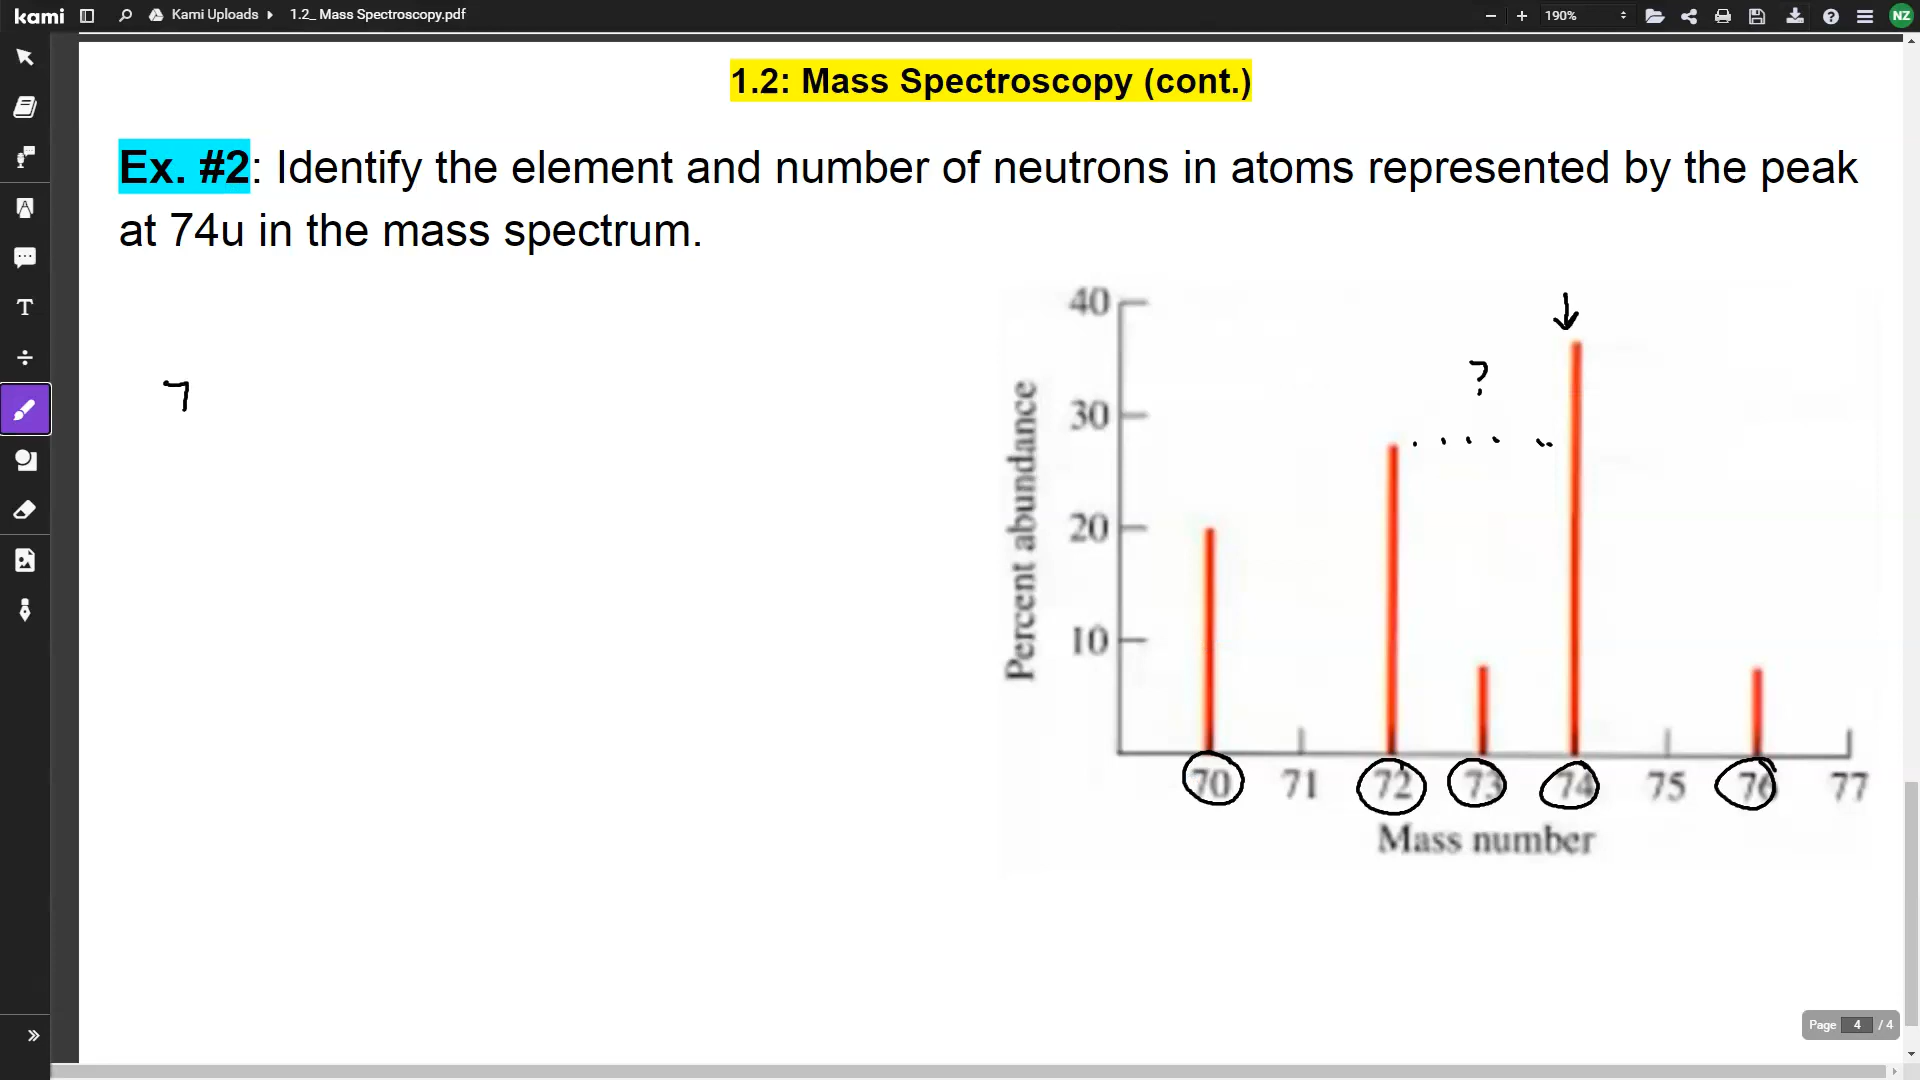 kami
Kami Uploads
1.2_ Mass Spectroscopy.pdf
190%
NZ
1.2: Mass Spectroscopy (cont.)
Ex. #2: Identify the element and number of neutrons in atoms represented by the peak
at 74u in the mass spectrum.
7
?
40
30
20
10
Percent abundance
70 71 72 73 74 75 76 77
Mass number
Page 4 / 4